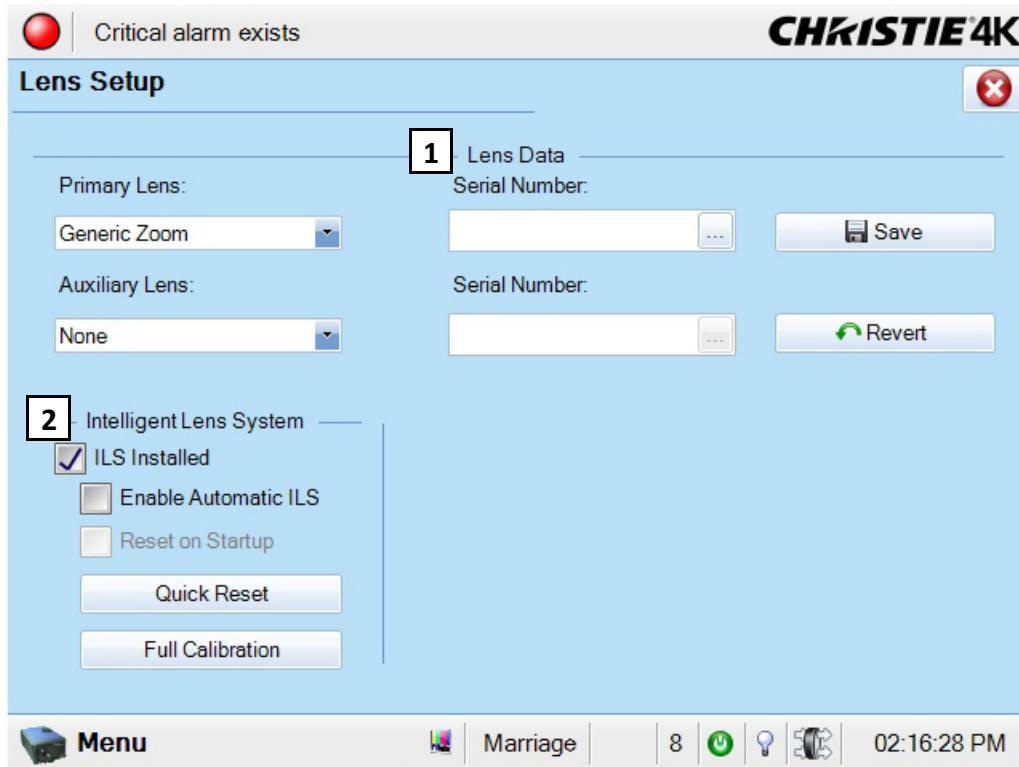 Critical alarm exists
CHRISTIE 4K
Lens Setup
1 Lens Data
Primary Lens:
Serial Number:
Generic Zoom
...
Save
Auxiliary Lens:
Serial Number:
None
...
Revert
2 Intelligent Lens System
ILS Installed
Enable Automatic ILS
Reset on Startup
Quick Reset
Full Calibration
Menu
Marriage
8
02:16:28 PM